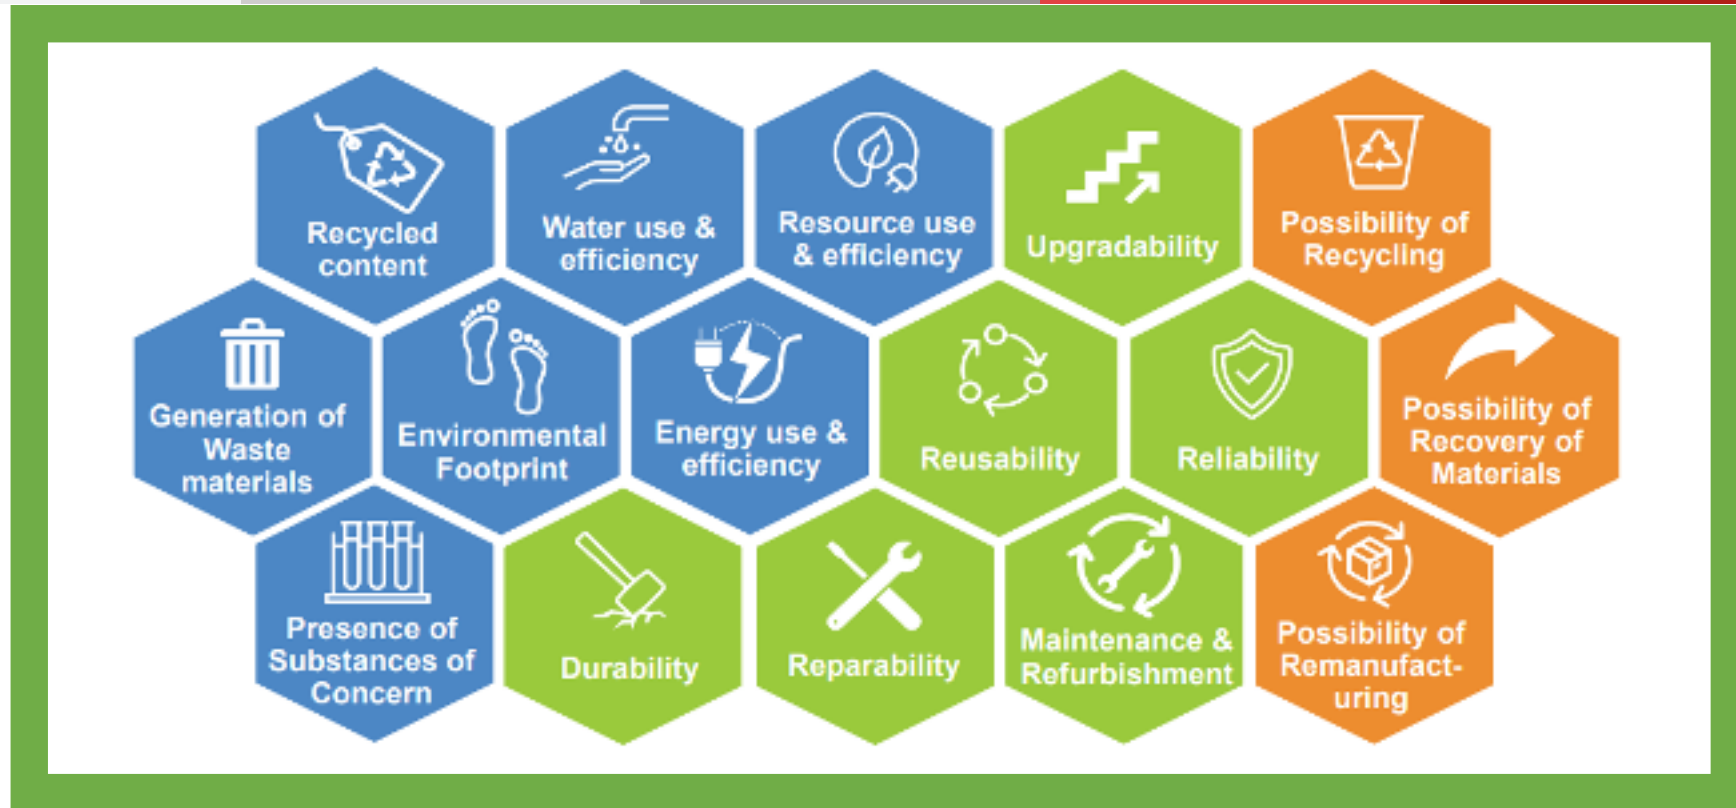 Recycled
content
Water use &
efficiency
Resource use
& efficiency
Upgradability
Possibility of
Recycling
Generation of
Waste
materials
Environmental
Footprint
Energy use &
efficiency
Reusability
Reliability
Possibility of
Recovery of
Materials
Presence of
Substances of
Concern
Durability
Reparability
Maintenance &
Refurbishment
Possibility of
Remanufact-
uring